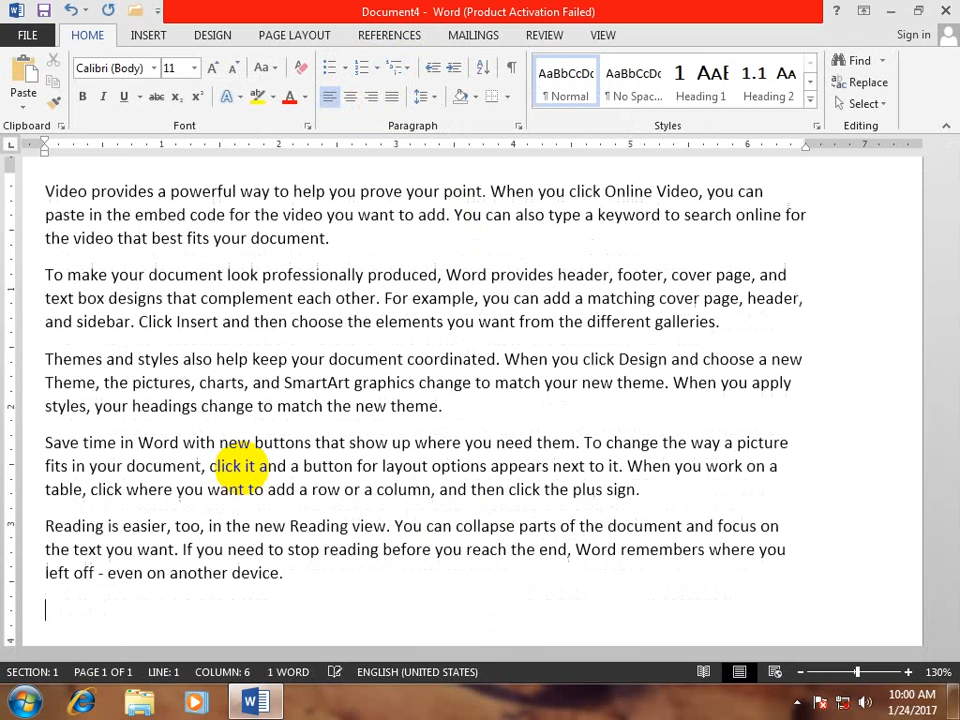 Document4 - Word (Product Activation Failed)
FILE HOME INSERT DESIGN PAGE LAYOUT REFERENCES MAILINGS REVIEW VIEW Sign in
Paste Calibri (Body) 11 Aa AaBbCcDc AaBbCcDc 1 AaE 1.1 Aa Find
Replace
¶ Normal ¶ No Spac... Heading 1 Heading 2 Select
Clipboard Font Paragraph Styles Editing
1 2 3 4 5 6 7
Video provides a powerful way to help you prove your point. When you click Online Video, you can
paste in the embed code for the video you want to add. You can also type a keyword to search online for
the video that best fits your document.
To make your document look professionally produced, Word provides header, footer, cover page, and
text box designs that complement each other. For example, you can add a matching cover page, header,
and sidebar. Click Insert and then choose the elements you want from the different galleries.
Themes and styles also help keep your document coordinated. When you click Design and choose a new
Theme, the pictures, charts, and SmartArt graphics change to match your new theme. When you apply
styles, your headings change to match the new theme.
Save time in Word with new buttons that show up where you need them. To change the way a picture
fits in your document, click it and a button for layout options appears next to it. When you work on a
table, click where you want to add a row or a column, and then click the plus sign.
Reading is easier, too, in the new Reading view. You can collapse parts of the document and focus on
the text you want. If you need to stop reading before you reach the end, Word remembers where you
left off - even on another device.
SECTION: 1 PAGE 1 OF 1 LINE: 1 COLUMN: 6 1 WORD ENGLISH (UNITED STATES) 130%
10:00 AM
1/24/2017